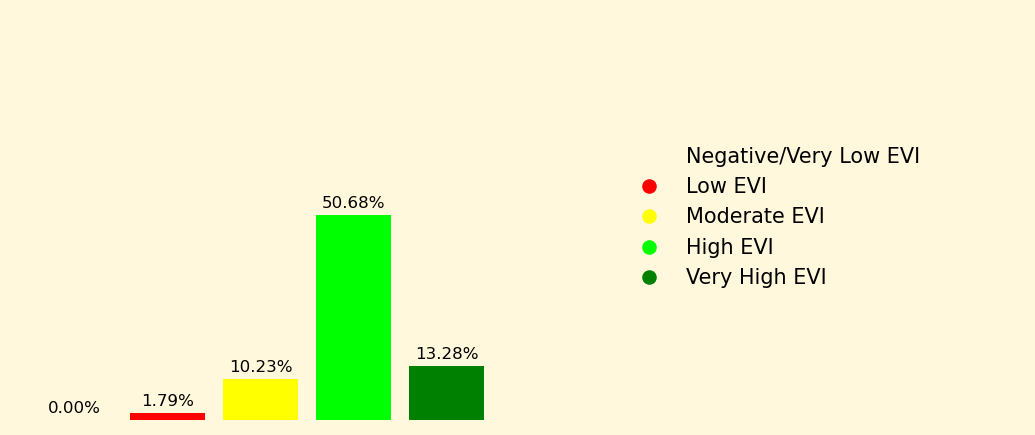 0.00%
1.79%
10.23%
50.68%
13.28%
Negative/Very Low EVI
Low EVI
Moderate EVI
High EVI
Very High EVI